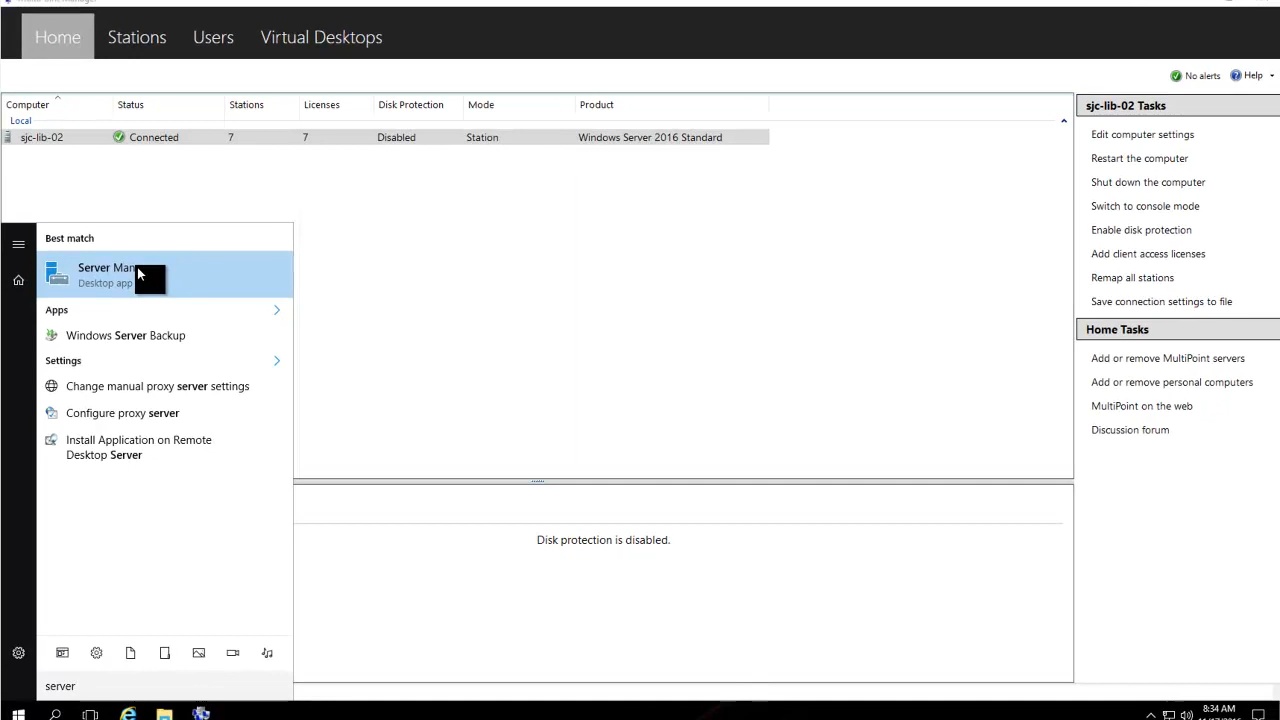 Home Stations Users Virtual Desktops
No alerts Help
Computer Status Stations Licenses Disk Protection Mode Product
Local
sjc-lib-02 Connected 7 7 Disabled Station Windows Server 2016 Standard
sjc-lib-02 Tasks
Edit computer settings
Restart the computer
Shut down the computer
Switch to console mode
Enable disk protection
Add client access licenses
Remap all stations
Save connection settings to file
Home Tasks
Add or remove MultiPoint servers
Add or remove personal computers
MultiPoint on the web
Discussion forum
Best match
Server Man
Desktop app
Apps
Windows Server Backup
Settings
Change manual proxy server settings
Configure proxy server
Install Application on Remote
Desktop Server
Disk protection is disabled.
server
8:34 AM